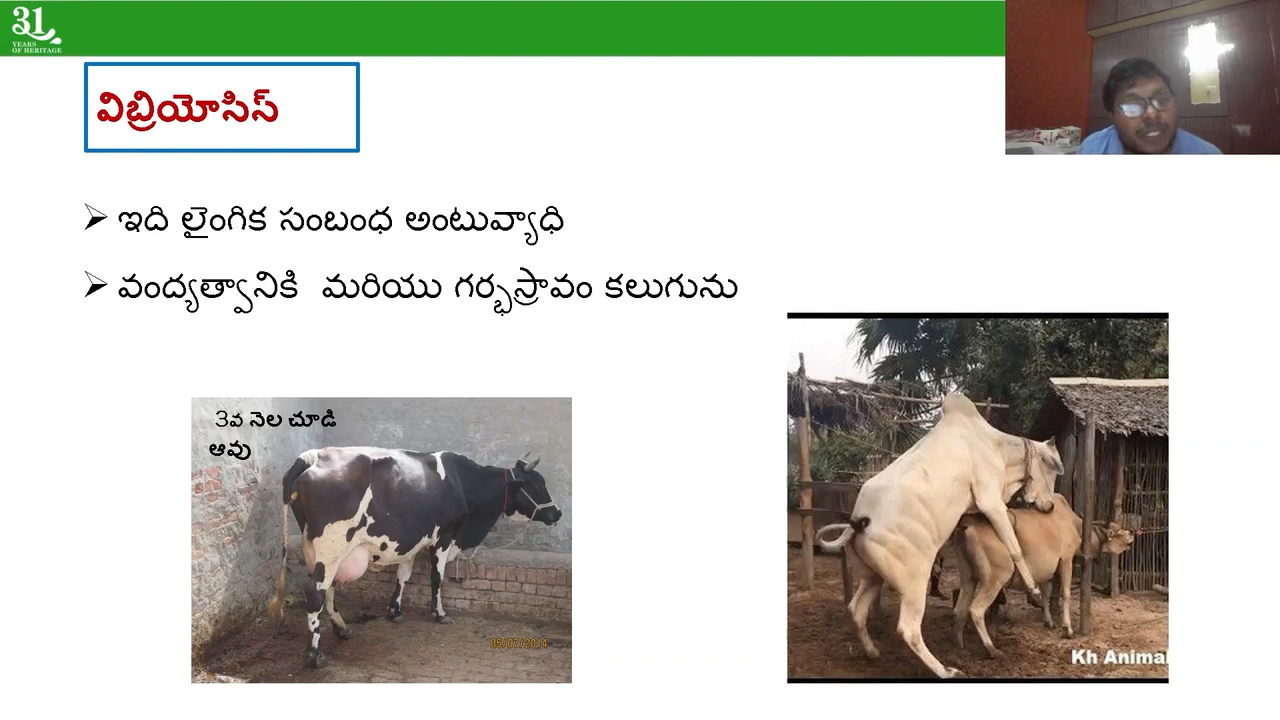 31
YEARS
OF HERITAGE
విబ్రియోసిస్
ఇది లైంగిక సంబంధ అంటువ్యాధి
వంద్యత్వానికి మరియు గర్భస్రావం కలుగును
3వ నెల చూడి
ఆవు
05/07/2014
Kh Animal